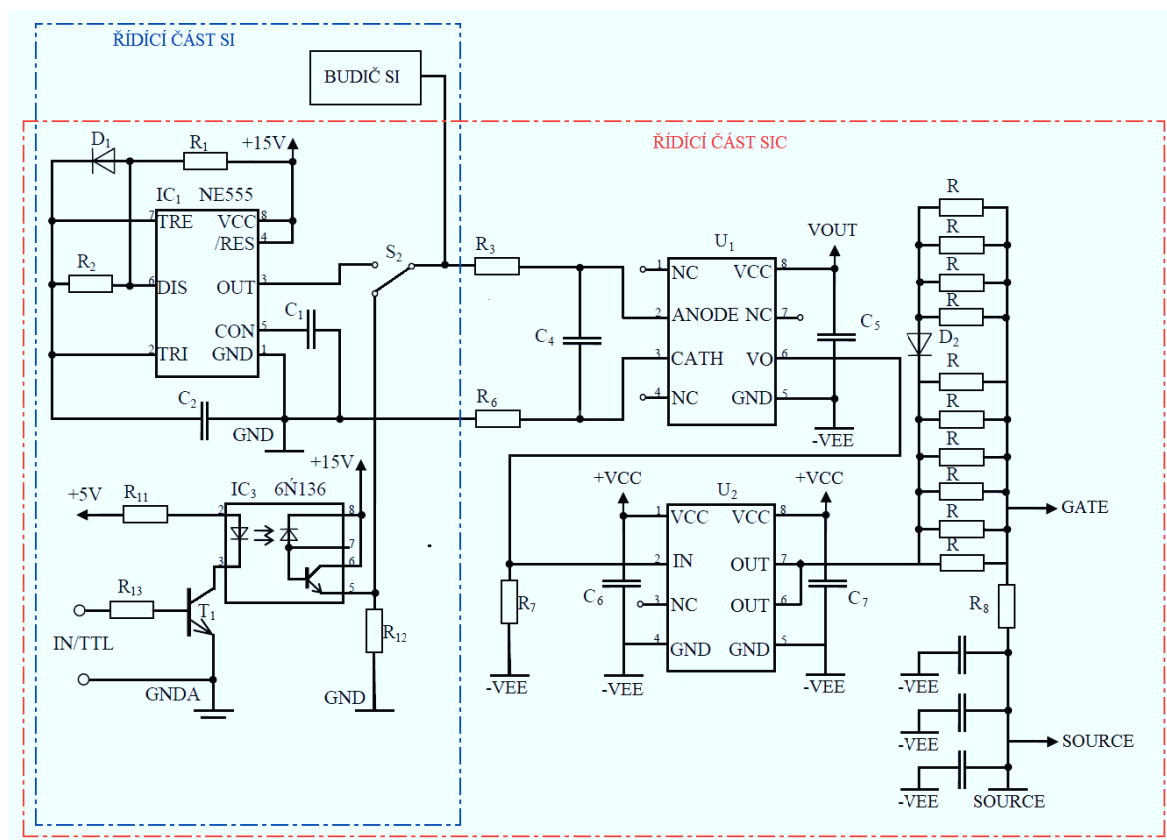 ŘÍDÍCÍ ČÁST SI
BUDIČ SI
ŘÍDÍCÍ ČÁST SIC
D1
R1
+15V
IC1 NE555
7 TRE
VCC 8
/RES 4
R2
6 DIS
OUT 3
CON 5
GND 1
2 TRI
C1
C2
GND
S2
R3
R6
C4
U1
VOUT
1 NC
VCC 8
2 ANODE
NC 7
3 CATH
VO 6
4 NC
GND 5
C5
-VEE
R
R
R
R
D2
R
R
R
R
R
R
GATE
+5V
R11
IC3
6Ń136
+15V
2
8
7
3
6
5
R13
T1
IN/TTL
GNDA
R12
GND
+VCC
U2
+VCC
1 VCC
VCC 8
2 IN
OUT 7
3 NC
OUT 6
4 GND
GND 5
R7
C6
C7
-VEE
-VEE
-VEE
R8
-VEE
-VEE
-VEE
SOURCE
SOURCE